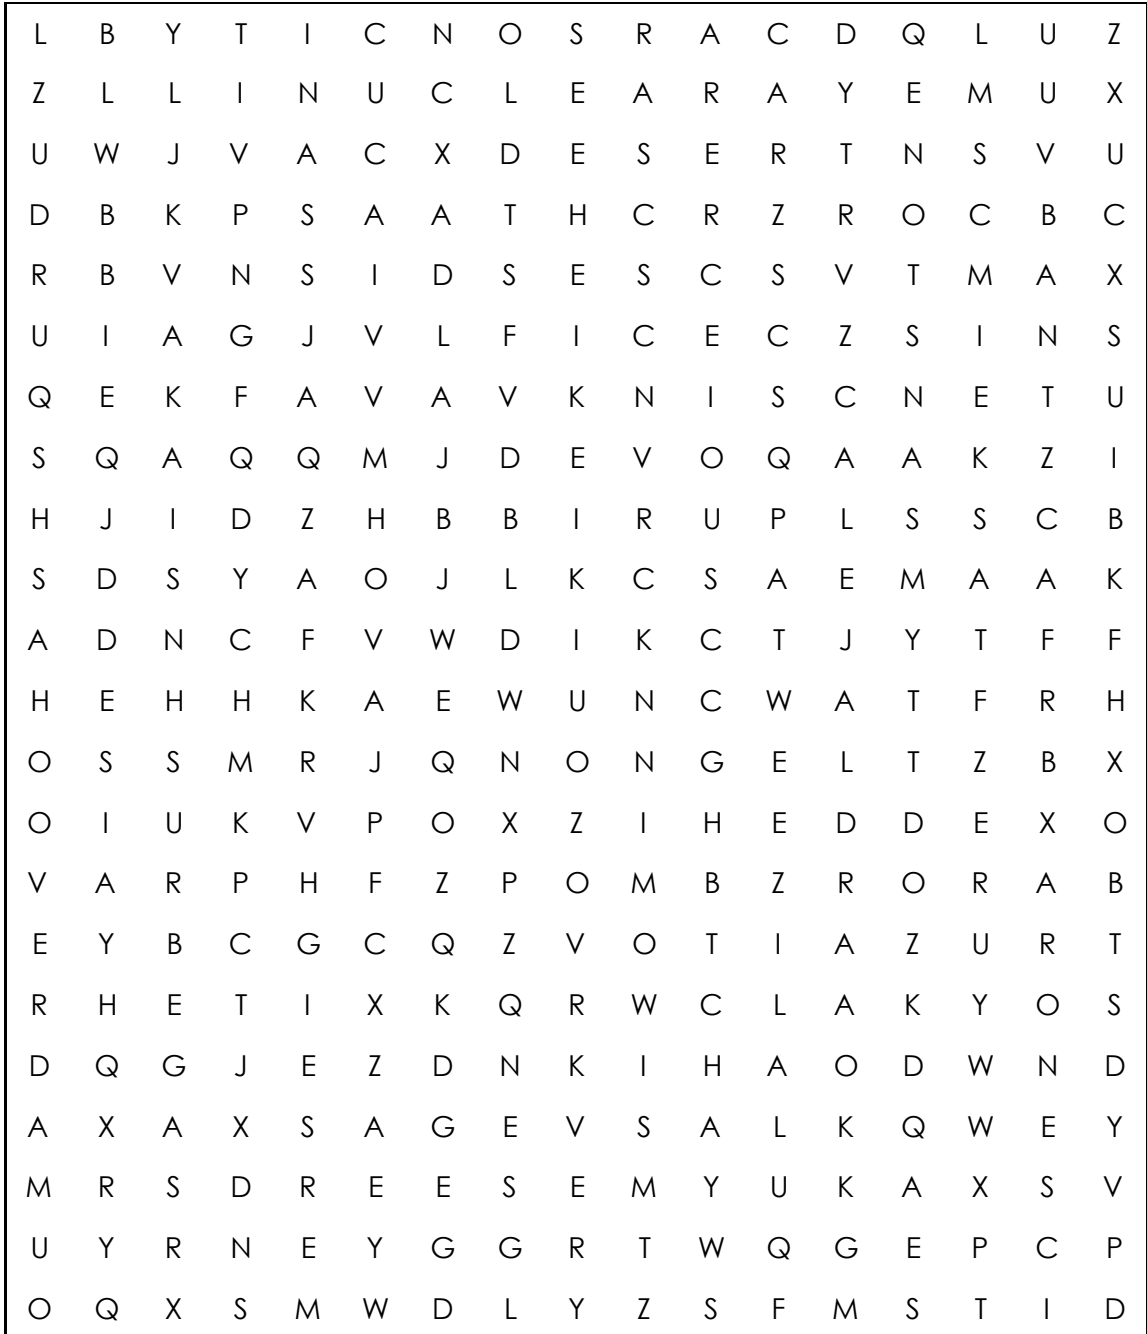 L B Y T I C N O S R A C D Q L U Z
Z L L I N U C L E A R A Y E M U X
U W J V A C X D E S E R T N S V U
D B K P S A A T H C R Z R O C B C
R B V N S I D S E S C S V T M A X
U I A G J V L F I C E C Z S I N S
Q E K F A V A V K N I S C N E T U
S Q A Q Q M J D E V O Q A A K Z I
H J I D Z H B B I R U P L S S C B
S D S Y A O J L K C S A E M A A K
A D N C F V W D I K C T J Y T F F
H E H H K A E W U N C W A T F R H
O S S M R J Q N O N G E L T Z B X
O I U K V P O X Z I H E D D E X O
V A R P H F Z P O M B Z R O R A B
E Y B C G C Q Z V O T I A Z U R T
R H E T I X K Q R W C L A K Y O S
D Q G J E Z D N K I H A O D W N D
A X A X S A G E V S A L K Q W E Y
M R S D R E E S E M Y U K A X S V
U Y R N E Y G G R T W Q G E P C P
O Q X S M W D L Y Z S F M S T I D